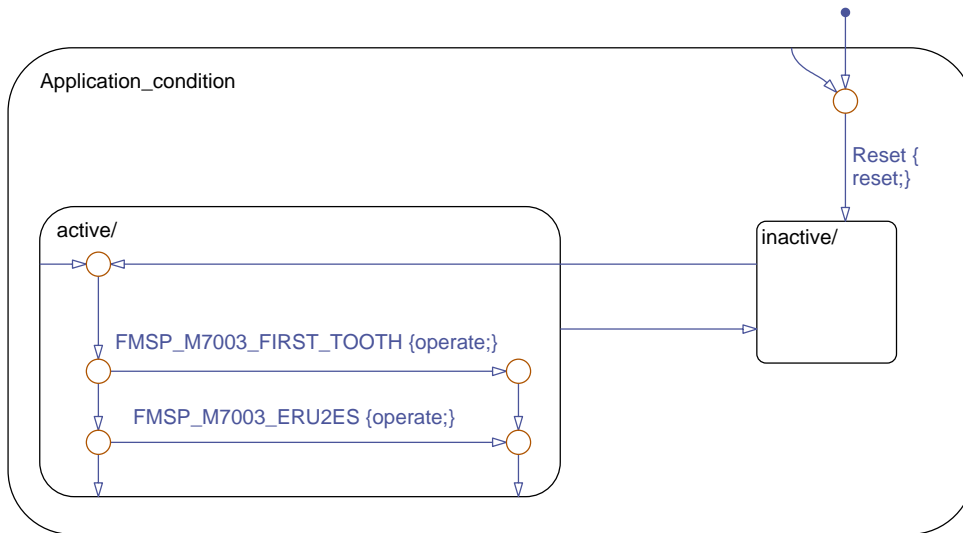 Application_condition
Reset {
reset;}
active/
inactive/
FMSP_M7003_FIRST_TOOTH {operate;}
FMSP_M7003_ERU2ES {operate;}